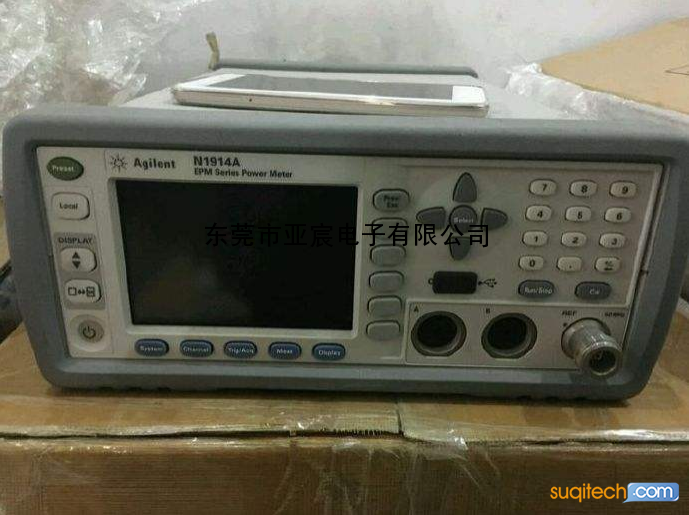 Agilent
N1914A
EPM Series Power Meter
Preset
Local
DISPLAY
Prev/
Esc
Select
7 8 9
4 5 6
1 2 3
0 .
东莞市亚宸电子有限公司
Run/Stop
Cal
A
B
REF
System
Channel
Trig/Acq
Meas
Display
suqitech.com